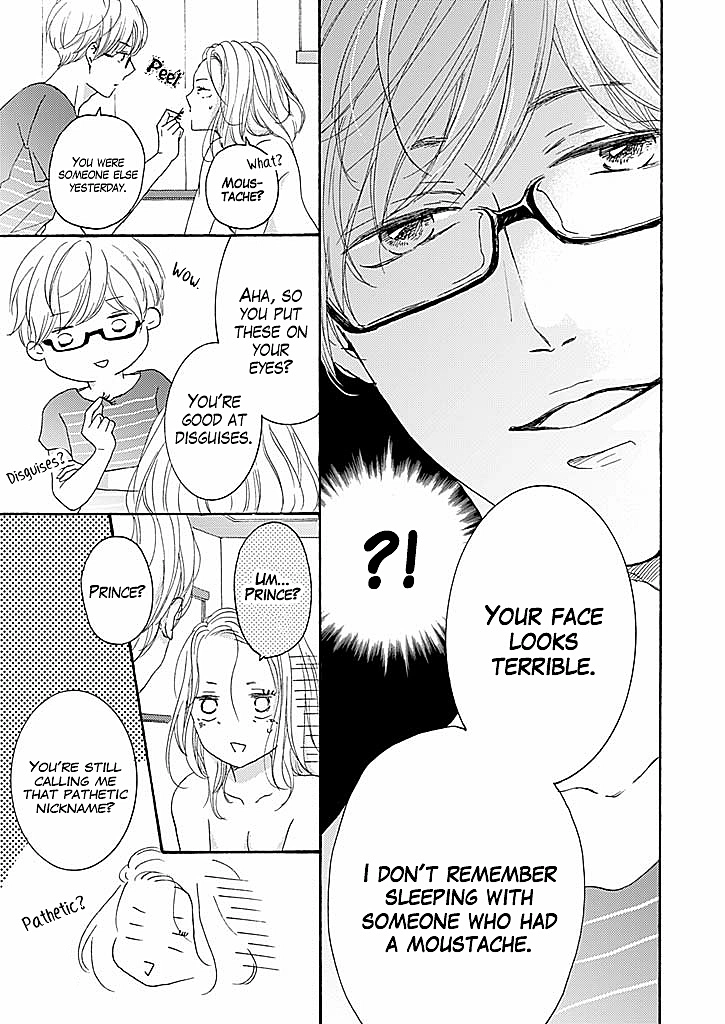 ?!
YOUR FACE
LOOKS
TERRIBLE.
I DON'T REMEMBER
SLEEPING WITH
SOMEONE WHO HAD
A MOUSTACHE.
Peel
What?
MOUS-
TACHE?
YOU WERE
SOMEONE ELSE
YESTERDAY.
Wow.
AHA, SO
YOU PUT
THESE ON
YOUR
EYES?
YOU'RE
GOOD AT
DISGUISES.
Disguises?
UM...
PRINCE?
PRINCE?
YOU'RE STILL
CALLING ME
THAT PATHETIC
NICKNAME?
Pathetic?